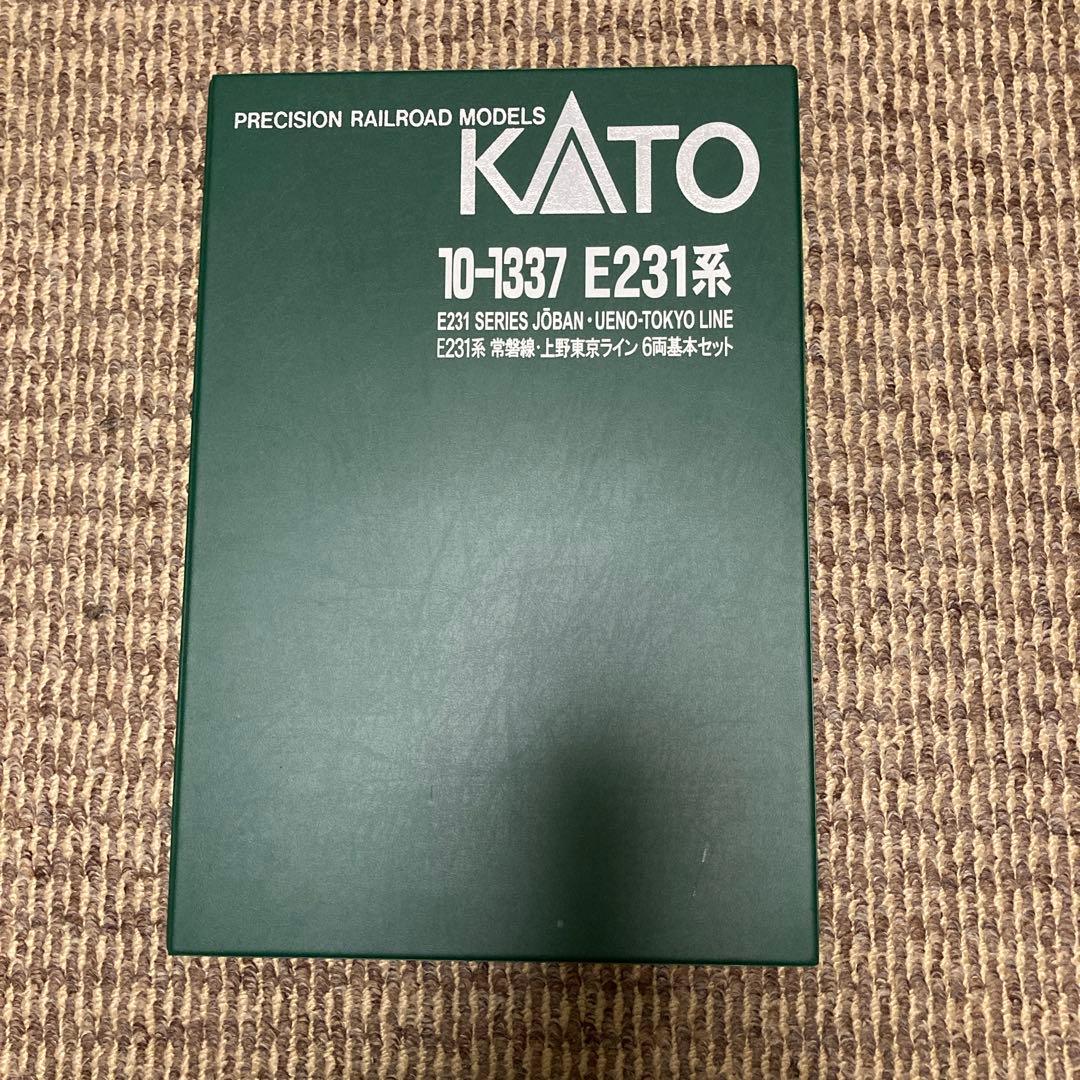 PRECISION RAILROAD MODELS
KATO
10-1337 E231系
E231 SERIES JŌBAN・UENO-TOKYO LINE
E231系 常磐線・上野東京ライン 6両基本セット